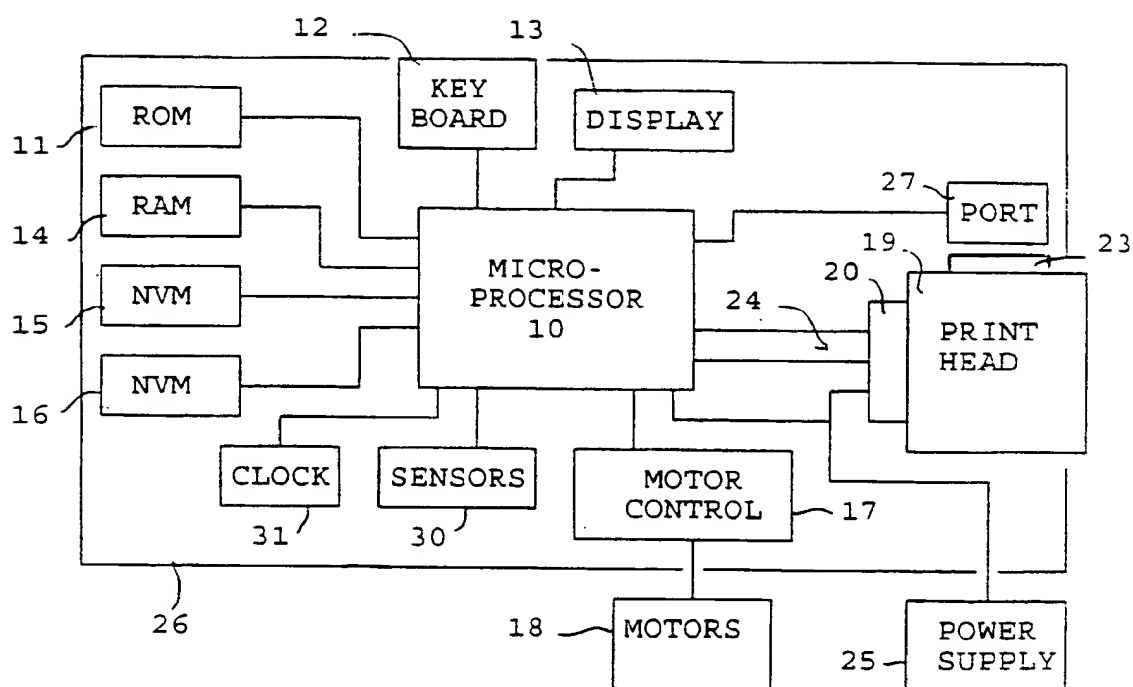 12
13
KEY
BOARD
DISPLAY
ROM
11
RAM
14
27
PORT
23
19
20
MICRO-
PROCESSOR
10
24
PRINT
HEAD
NVM
15
NVM
16
CLOCK
31
SENSORS
30
MOTOR
CONTROL
17
26
18
MOTORS
25
POWER
SUPPLY